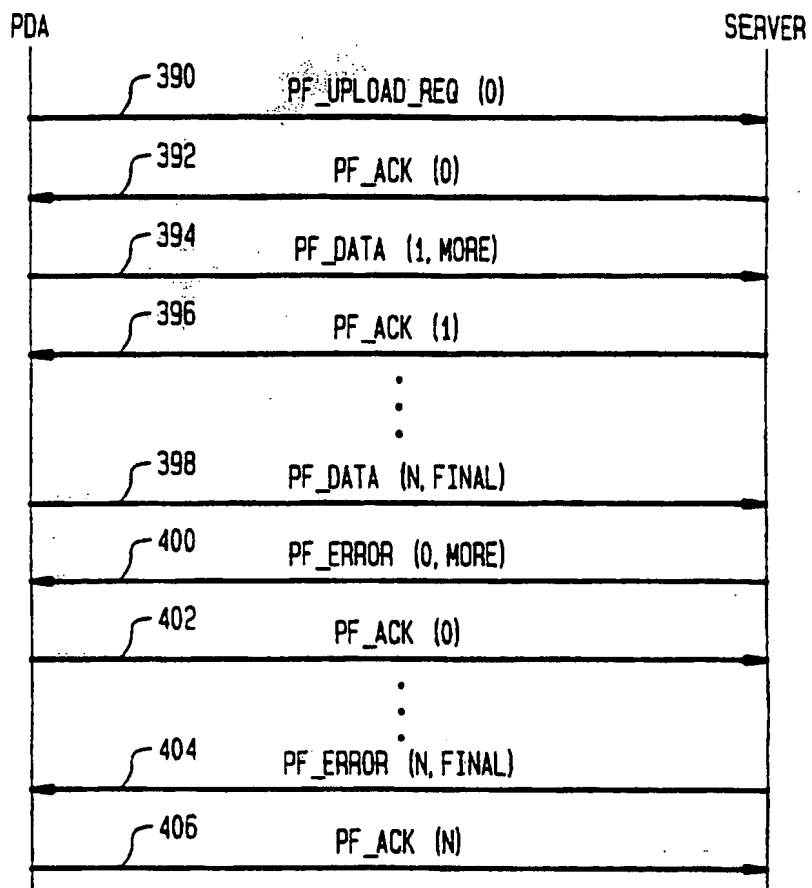 PDA SERVER
390 PF_UPLOAD_REQ (0)
392 PF_ACK (0)
394 PF_DATA (1, MORE)
396 PF_ACK (1)
398 PF_DATA (N, FINAL)
400 PF_ERROR (0, MORE)
402 PF_ACK (0)
404 PF_ERROR (N, FINAL)
406 PF_ACK (N)